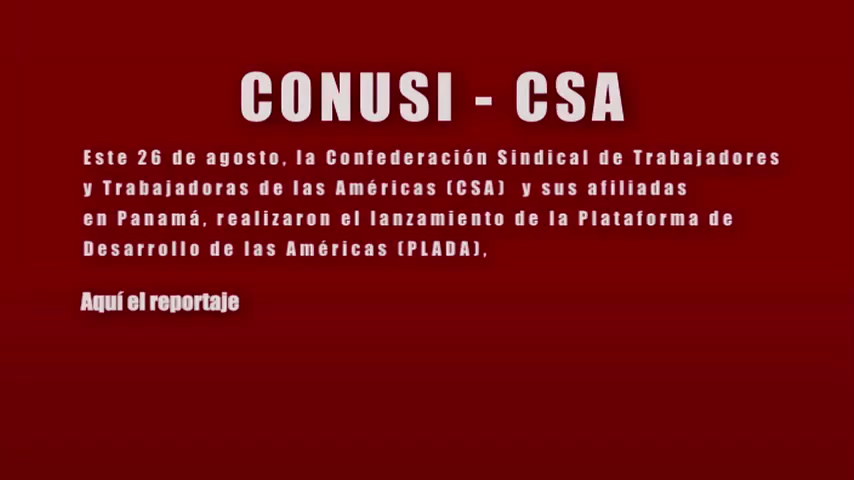 CONUSI - CSA
Este 26 de agosto, la Confederación Sindical de Trabajadores
y Trabajadoras de las Américas (CSA) y sus afiliadas
en Panamá, realizaron el lanzamiento de la Plataforma de
Desarrollo de las Américas (PLADA),
Aquí el reportaje